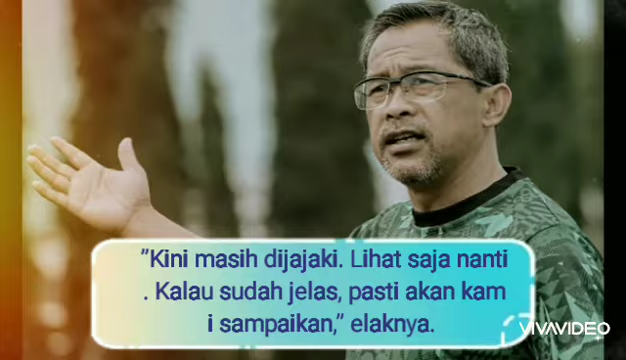 ”Kini masih dijajaki. Lihat saja nanti
. Kalau sudah jelas, pasti akan kam
i sampaikan,” elaknya.
VIVAVIDEO